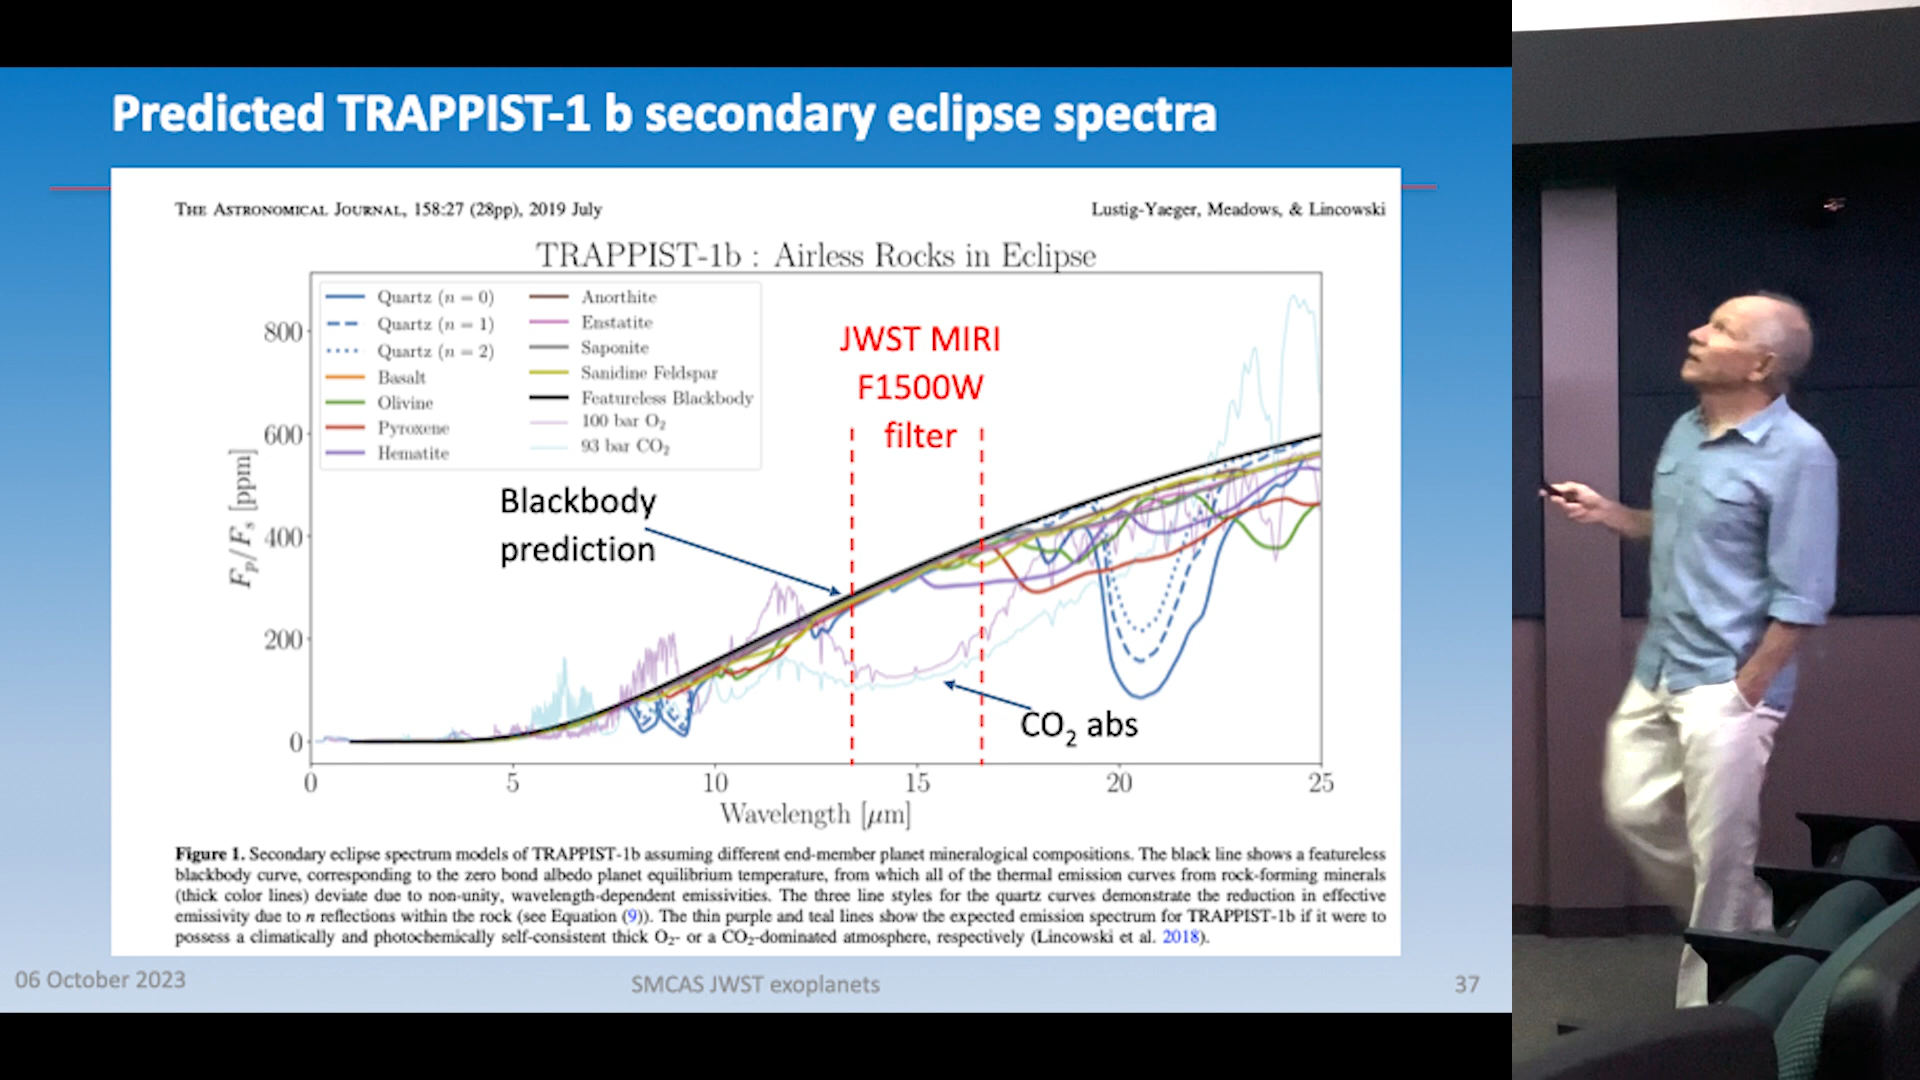 Predicted TRAPPIST-1 b secondary eclipse spectra
THE ASTRONOMICAL JOURNAL, 158:27 (28pp), 2019 July
Lustig-Yaeger, Meadows, & Lincowski
TRAPPIST-1b : Airless Rocks in Eclipse
Quartz (n = 0)
Quartz (n = 1)
Quartz (n = 2)
Basalt
Olivine
Pyroxene
Hematite
Anorthite
Enstatite
Saponite
Sanidine Feldspar
Featureless Blackbody
100 bar O₂
93 bar CO₂
JWST MIRI
F1500W
filter
Blackbody
prediction
CO₂ abs
Fₚ/Fₛ [ppm]
800
600
400
200
0
0 5 10 15 20 25
Wavelength [μm]
Figure 1. Secondary eclipse spectrum models of TRAPPIST-1b assuming different end-member planet mineralogical compositions. The black line shows a featureless
blackbody curve, corresponding to the zero bond albedo planet equilibrium temperature, from which all of the thermal emission curves from rock-forming minerals
(thick color lines) deviate due to non-unity, wavelength-dependent emissivities. The three line styles for the quartz curves demonstrate the reduction in effective
emissivity due to n reflections within the rock (see Equation (9)). The thin purple and teal lines show the expected emission spectrum for TRAPPIST-1b if it were to
possess a climatically and photochemically self-consistent thick O₂- or a CO₂-dominated atmosphere, respectively (Lincowski et al. 2018).
06 October 2023
SMCAS JWST exoplanets
37